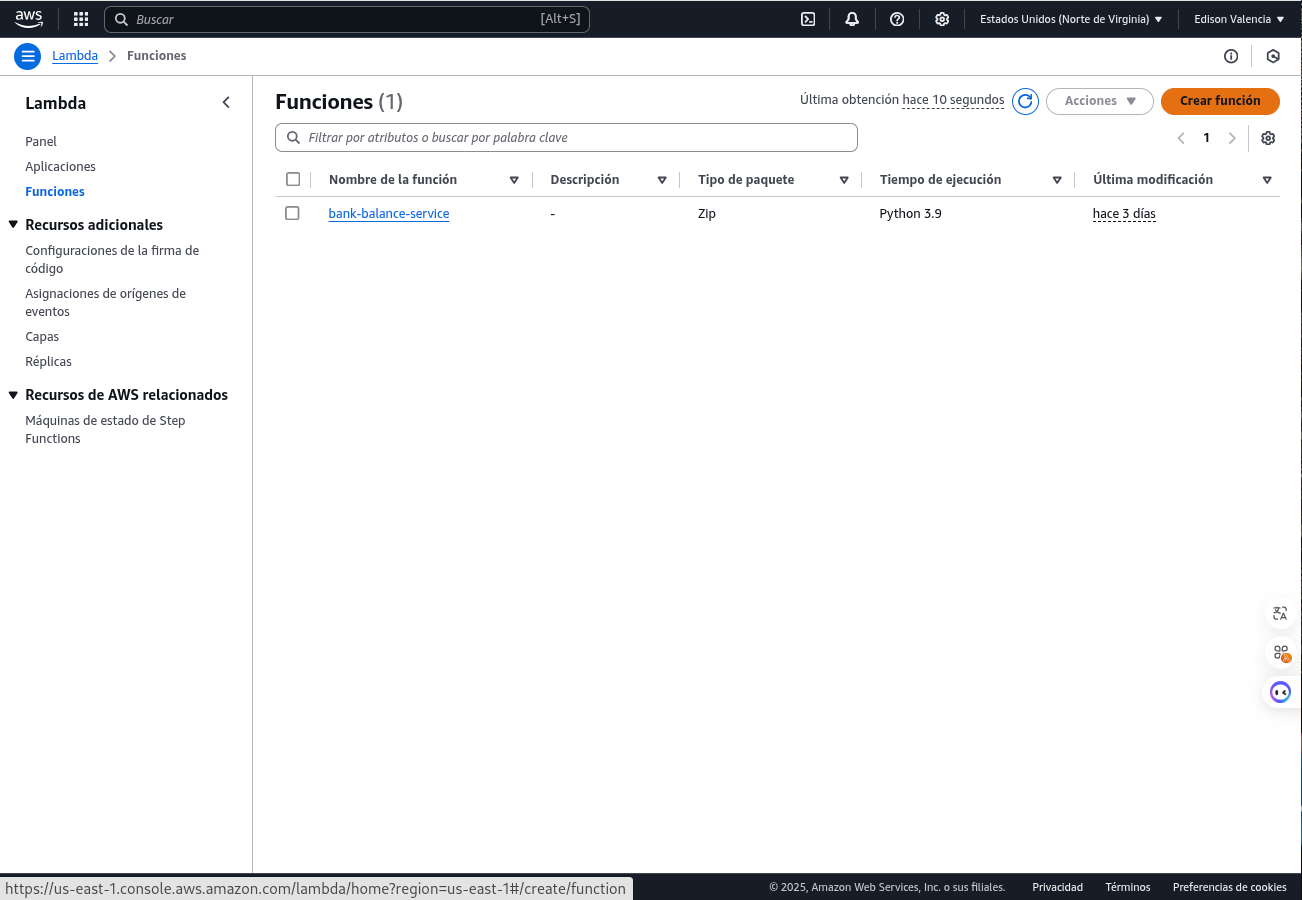 aws
Buscar [Alt+S]
Estados Unidos (Norte de Virginia)
Edison Valencia
Lambda
Funciones
Lambda
Panel
Aplicaciones
Funciones
Recursos adicionales
Configuraciones de la firma de
código
Asignaciones de orígenes de
eventos
Capas
Réplicas
Recursos de AWS relacionados
Máquinas de estado de Step
Functions
Funciones (1)
Última obtención hace 10 segundos
Acciones
Crear función
Filtrar por atributos o buscar por palabra clave
1
Nombre de la función Descripción Tipo de paquete Tiempo de ejecución Última modificación
bank-balance-service - Zip Python 3.9 hace 3 días
https://us-east-1.console.aws.amazon.com/lambda/home?region=us-east-1#/create/function
© 2025, Amazon Web Services, Inc. o sus filiales. Privacidad Términos Preferencias de cookies